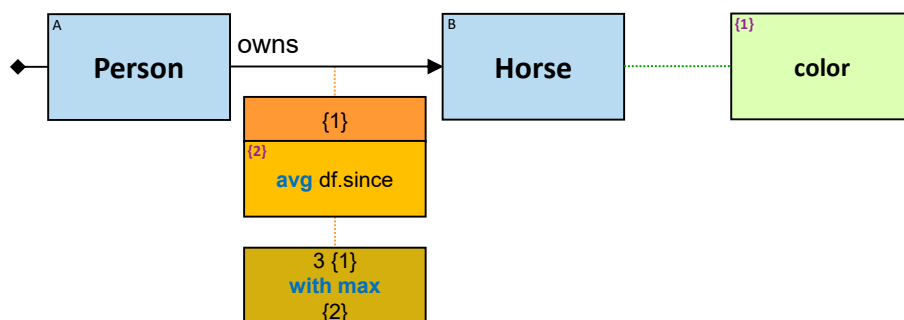 A
Person
owns
B
Horse
{1}
color
{1}
{2}
avg df.since
3 {1}
with max
{2}